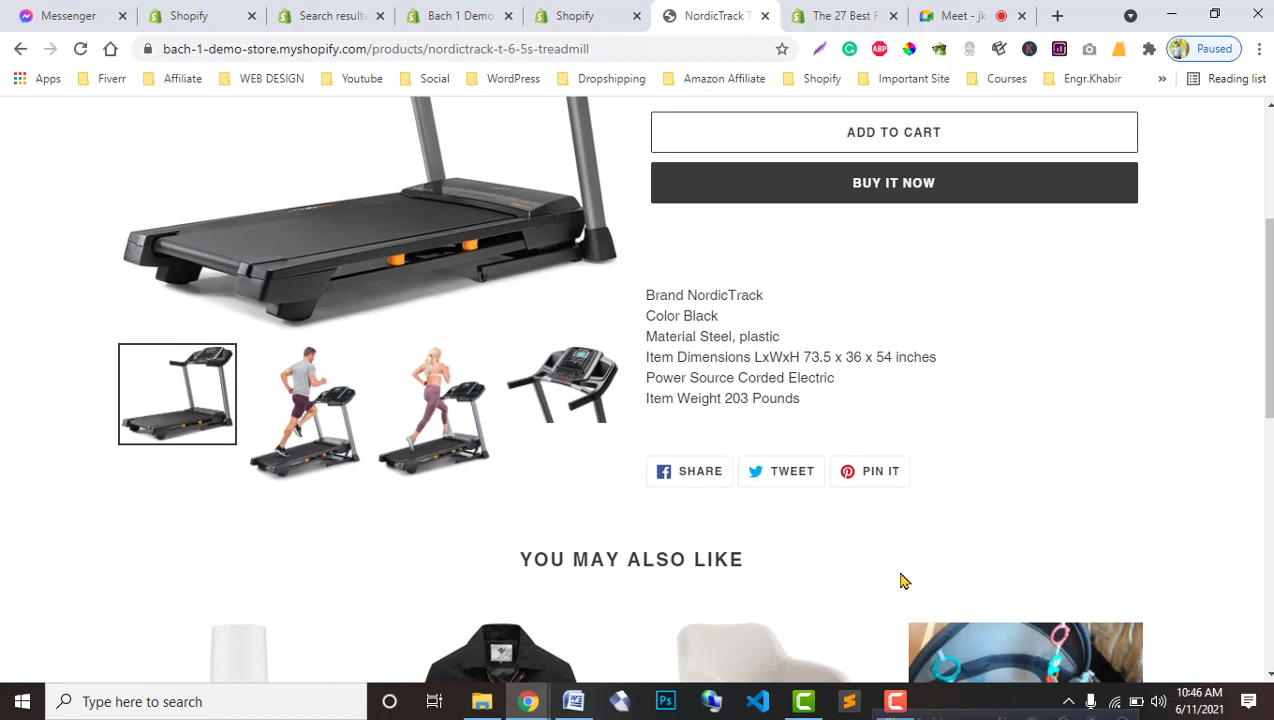 Messenger
Shopify
Search results
Bach 1 Demo
Shopify
NordicTrack T
The 27 Best F
Meet - jk
bach-1-demo-store.myshopify.com/products/nordictrack-t-6-5s-treadmill
ABP
K
Paused
Apps
Fiverr
Affiliate
WEB DESIGN
Youtube
Social
WordPress
Dropshipping
Amazon Affiliate
Shopify
Important Site
Courses
Engr.Khabir
»
Reading list
ADD TO CART
BUY IT NOW
Brand NordicTrack
Color Black
Material Steel, plastic
Item Dimensions LxWxH 73.5 x 36 x 54 inches
Power Source Corded Electric
Item Weight 203 Pounds
SHARE
TWEET
PIN IT
YOU MAY ALSO LIKE
Type here to search
Ps
10:46 AM
6/11/2021